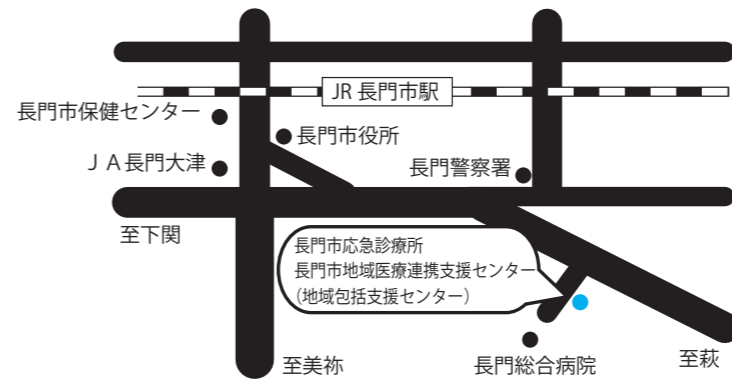 JR 長門市駅
長門市保健センター
長門市役所
ＪＡ長門大津
長門警察署
至下関
長門市応急診療所
長門市地域医療連携支援センター
(地域包括支援センター)
至美祢
長門総合病院
至萩